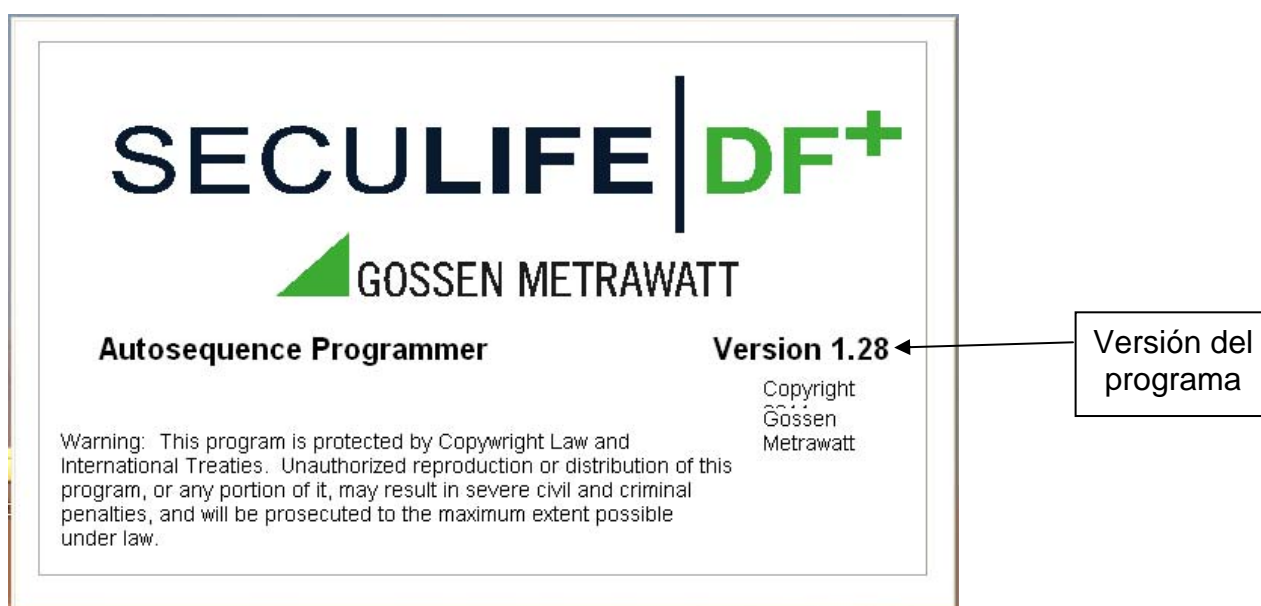 SECULIFE DF+
GOSSEN METRAWATT
Autosequence Programmer
Version 1.28
Versión del
programa
Copyright
Gossen
Metrawatt
Warning: This program is protected by Copywright Law and
International Treaties. Unauthorized reproduction or distribution of this
program, or any portion of it, may result in severe civil and criminal
penalties, and will be prosecuted to the maximum extent possible
under law.